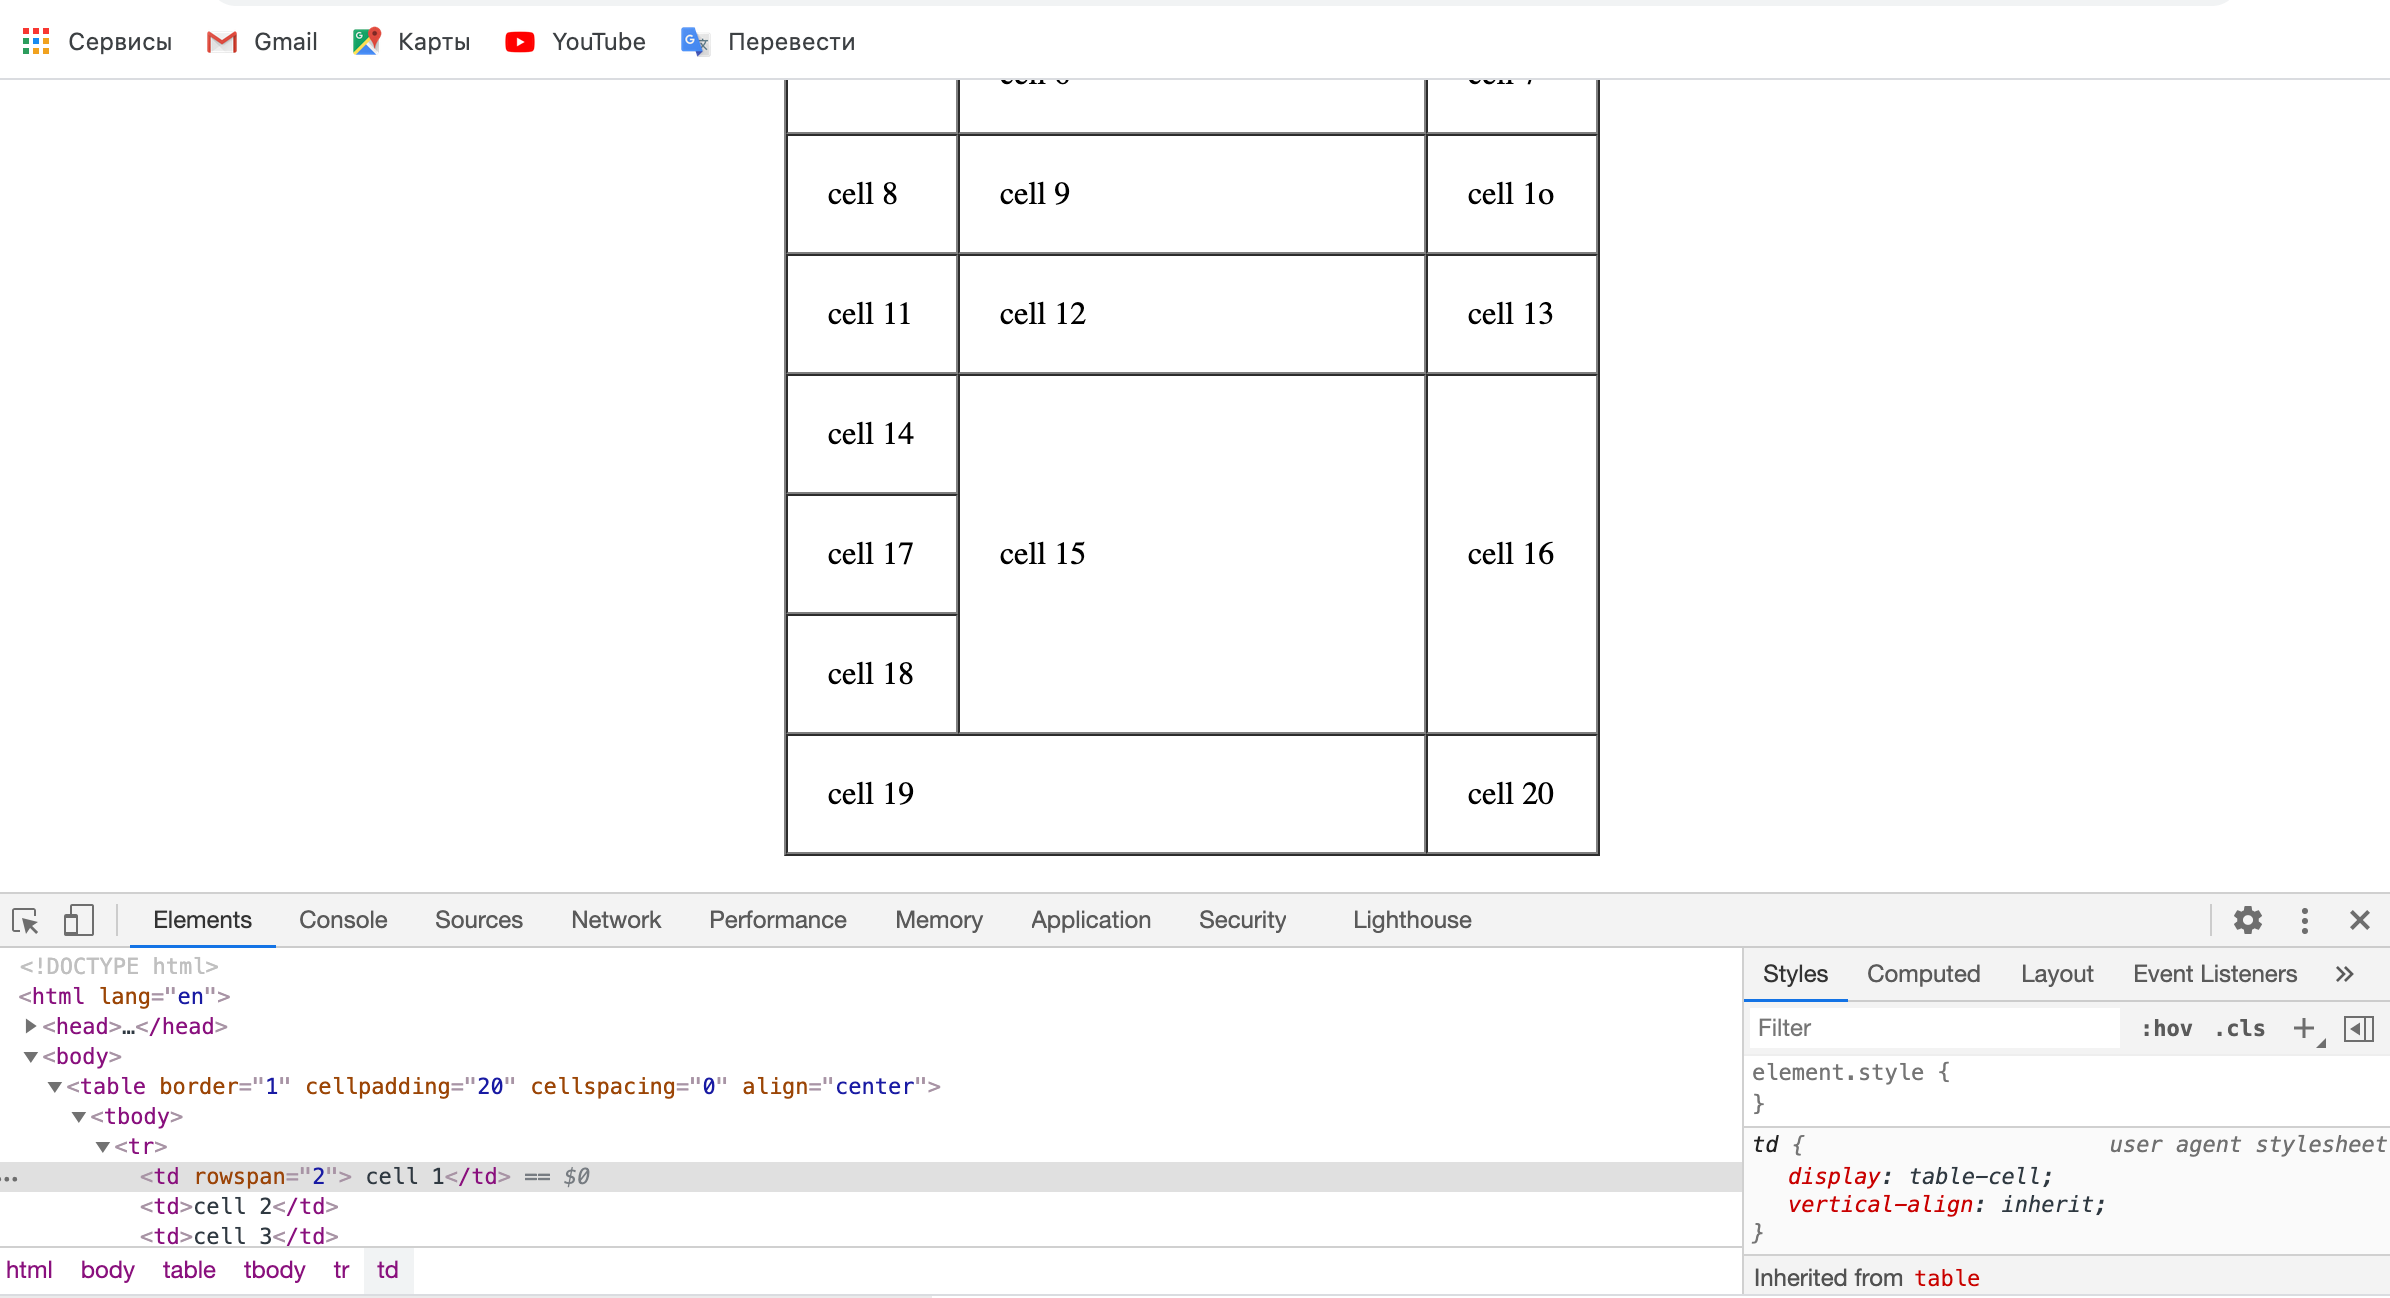 Сервисы Gmail Карты YouTube Перевести
cell 8 cell 9 cell 1o
cell 11 cell 12 cell 13
cell 14
cell 17 cell 15 cell 16
cell 18
cell 19 cell 20
Elements Console Sources Network Performance Memory Application Security Lighthouse
<!DOCTYPE html>
<html lang="en">
<head>…</head>
<body>
<table border="1" cellpadding="20" cellspacing="0" align="center">
<tbody>
<tr>
<td rowspan="2"> cell 1</td> == $0
<td>cell 2</td>
<td>cell 3</td>
html body table tbody tr td
Styles Computed Layout Event Listeners
Filter :hov .cls
element.style {
}
td { user agent stylesheet
display: table-cell;
vertical-align: inherit;
}
Inherited from table